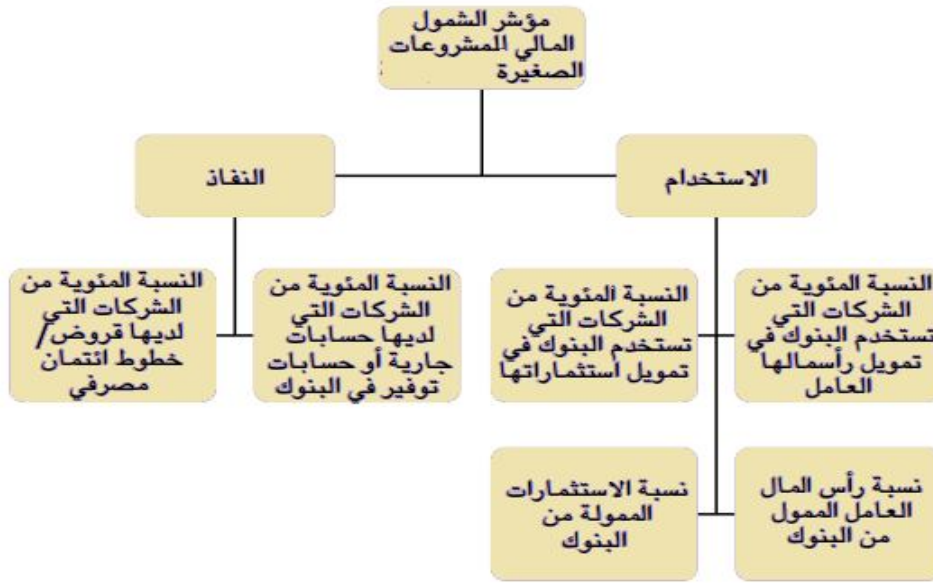 مؤشر الشمول
المالي للمشروعات
الصغيرة
الاستخدام
النفاذ
النسبة المئوية من
الشركات التي
تستخدم البنوك في
تمويل رأسمالها
العامل
النسبة المئوية من
الشركات التي
تستخدم البنوك في
تمويل استثماراتها
النسبة المئوية من
الشركات التي
لديها حسابات
جارية أو حسابات
توفير في البنوك
النسبة المئوية من
الشركات التي
لديها قروض/
خطوط ائتمان
مصرفي
نسبة رأس المال
العامل الممول
من البنوك
نسبة الاستثمارات
الممولة من
البنوك